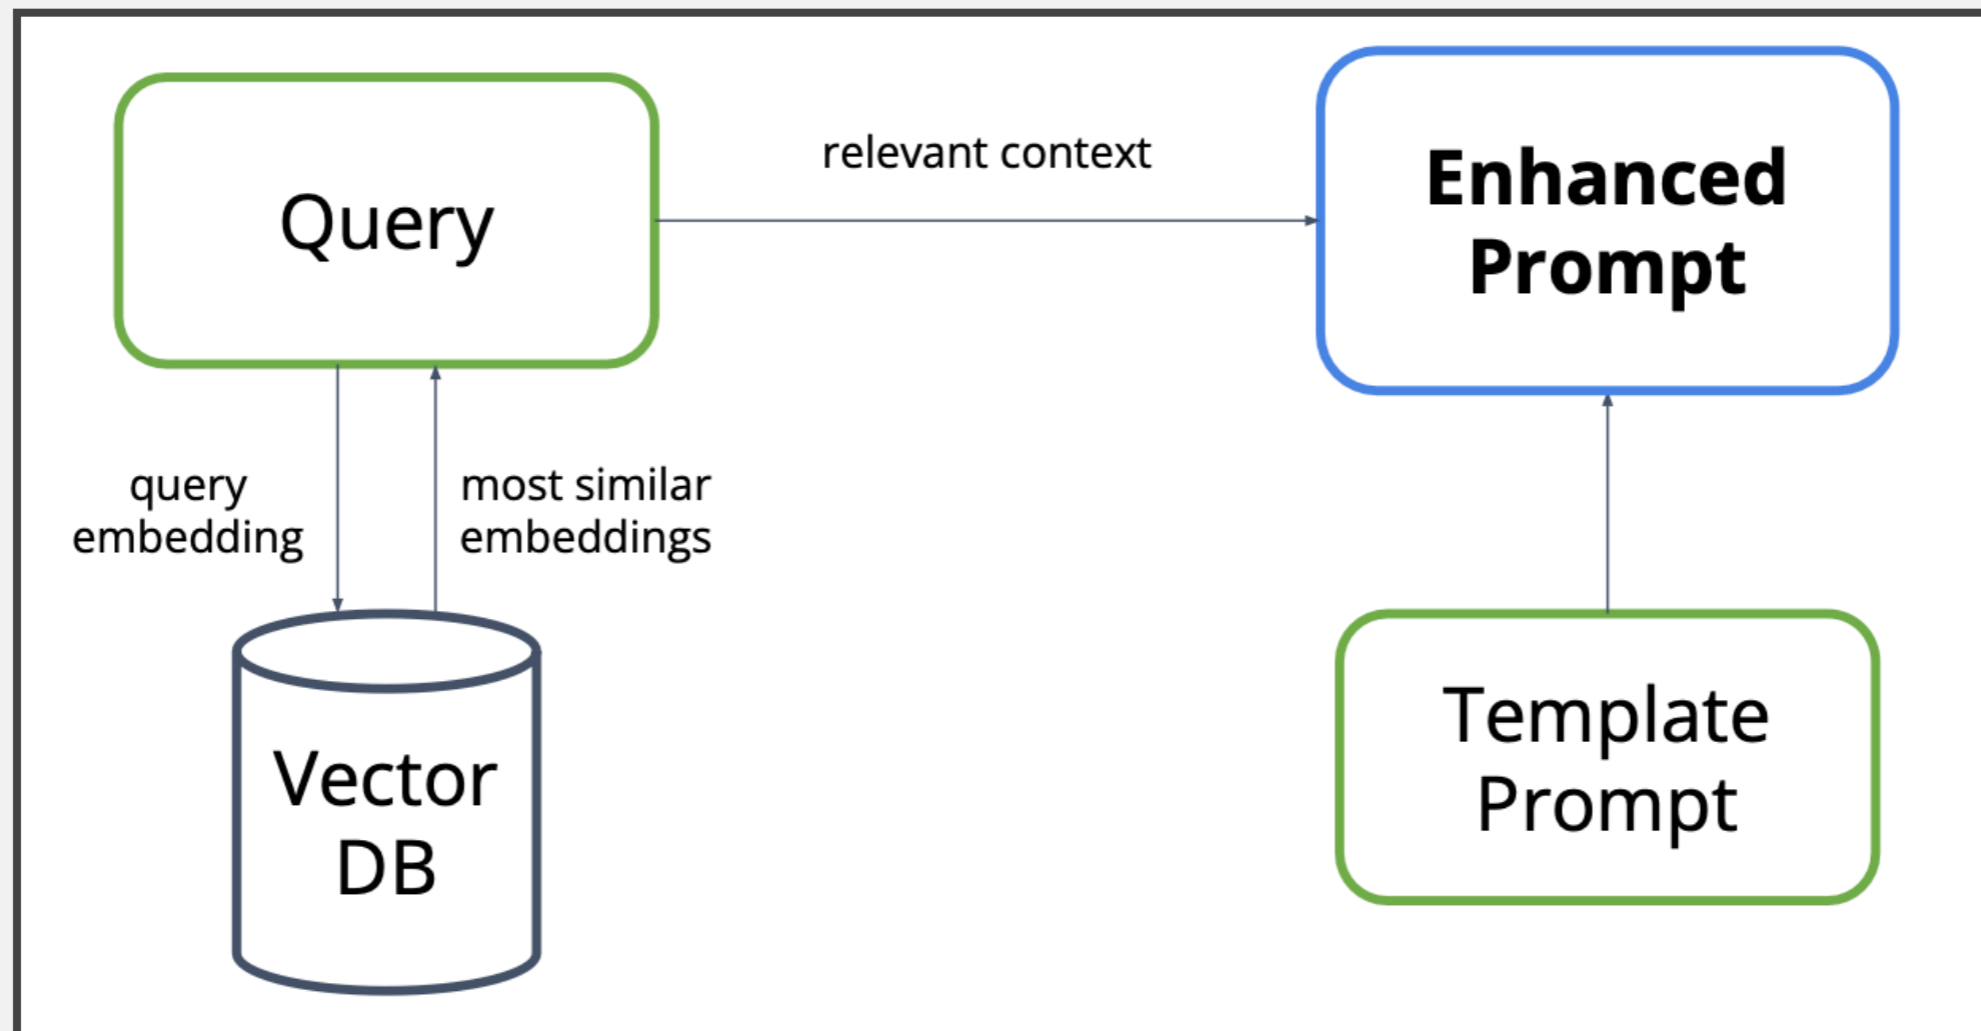 Query
relevant context
Enhanced
Prompt
query
embedding
most similar
embeddings
Vector
DB
Template
Prompt